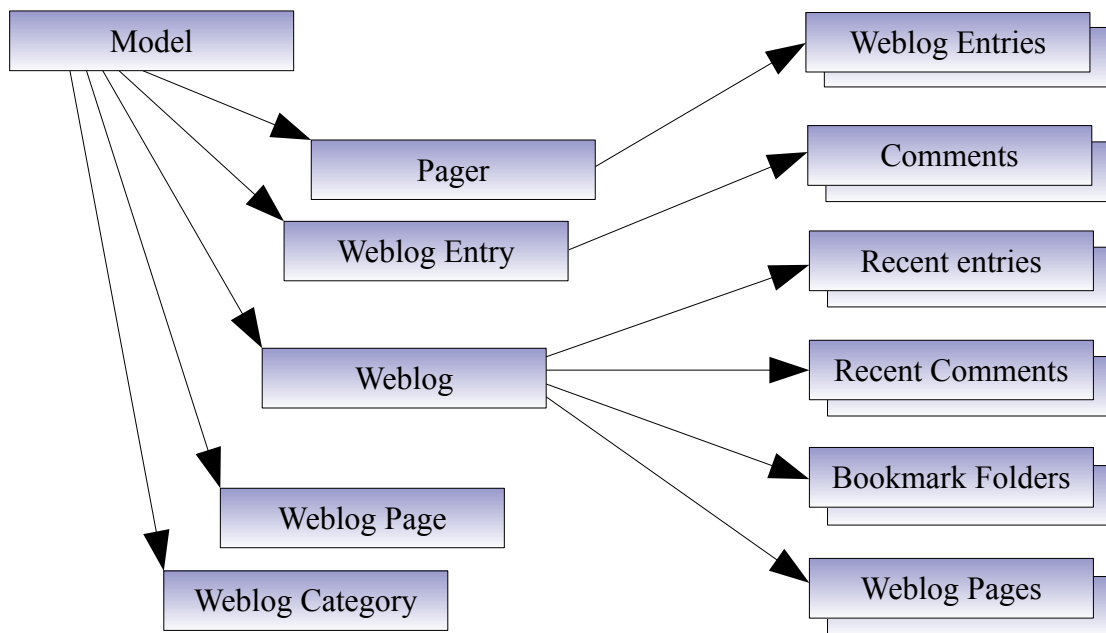 Model
Pager
Weblog Entry
Weblog
Weblog Page
Weblog Category
Weblog Entries
Comments
Recent entries
Recent Comments
Bookmark Folders
Weblog Pages